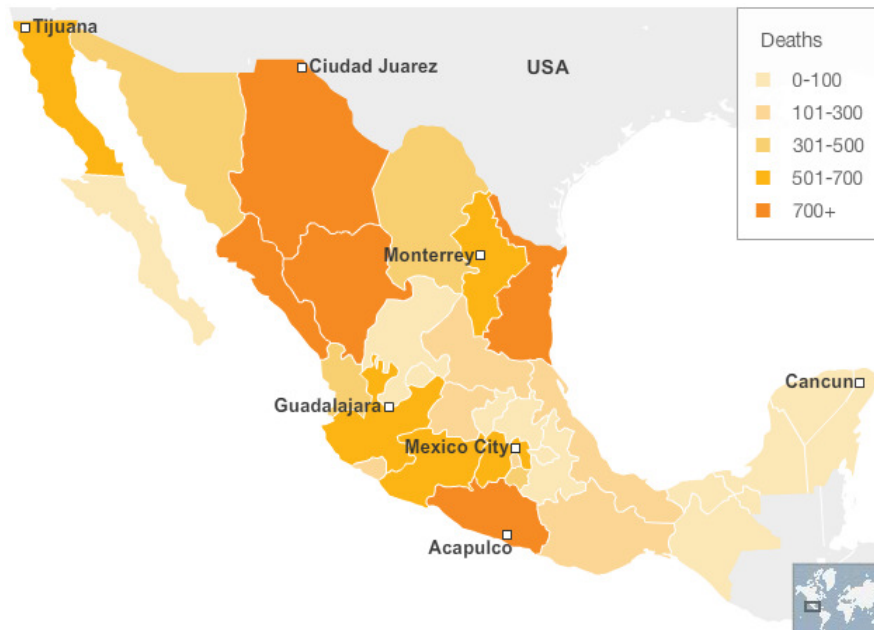 Tijuana
Ciudad Juarez
USA
Deaths
0-100
101-300
301-500
501-700
700+
Monterrey
Cancun
Guadalajara
Mexico City
Acapulco